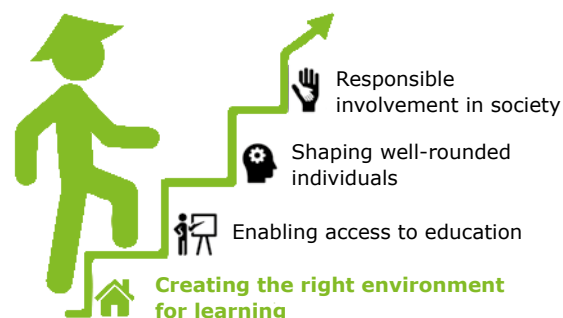 Responsible
involvement in society
Shaping well-rounded
individuals
Enabling access to education
Creating the right environment
for learning